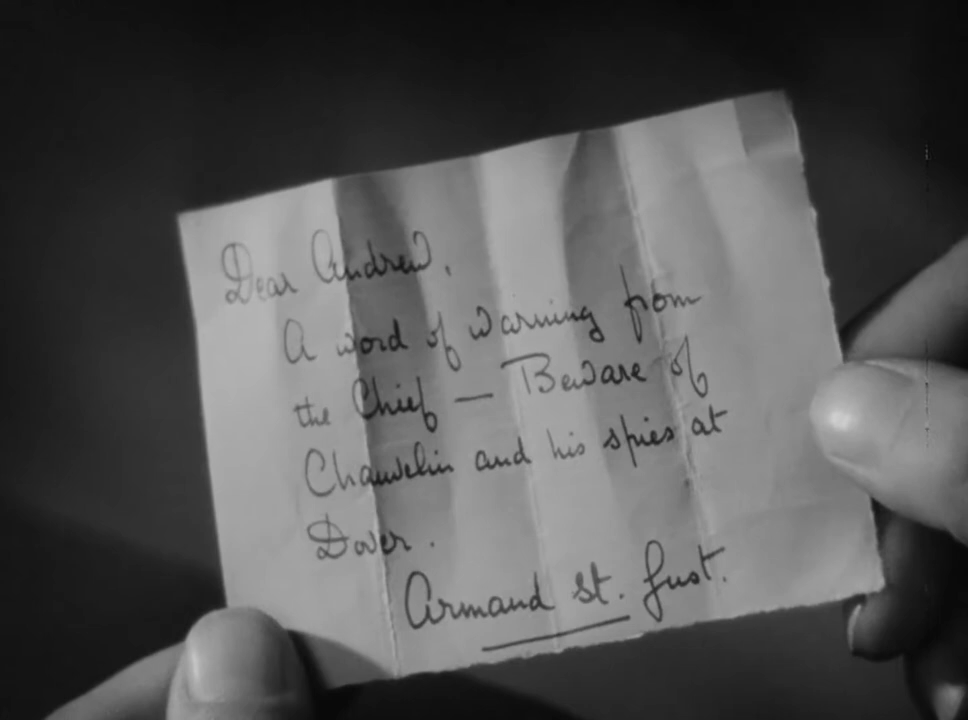 Dear Andrew,
A word of warning from
the Chief — Beware of
Chauvelin and his spies at
Dover.
Armand St. Just.